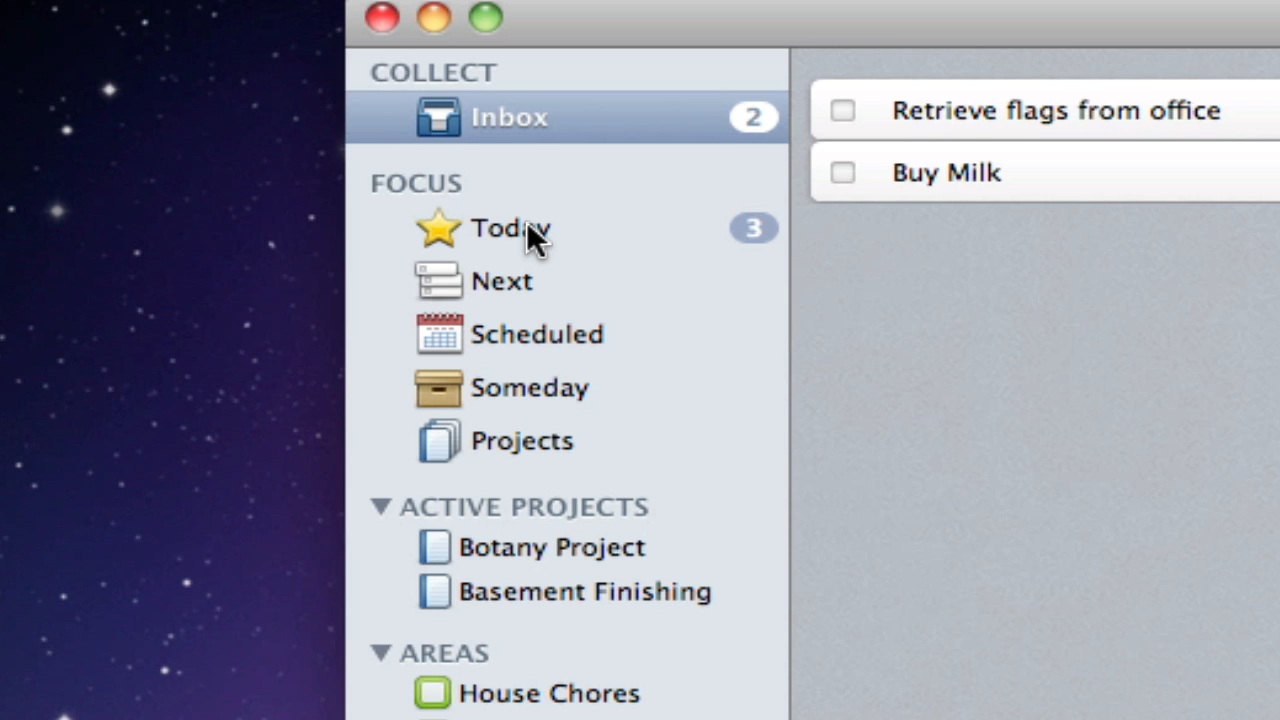 COLLECT
Inbox 2
FOCUS
Today 3
Next
Scheduled
Someday
Projects
ACTIVE PROJECTS
Botany Project
Basement Finishing
AREAS
House Chores
Retrieve flags from office
Buy Milk